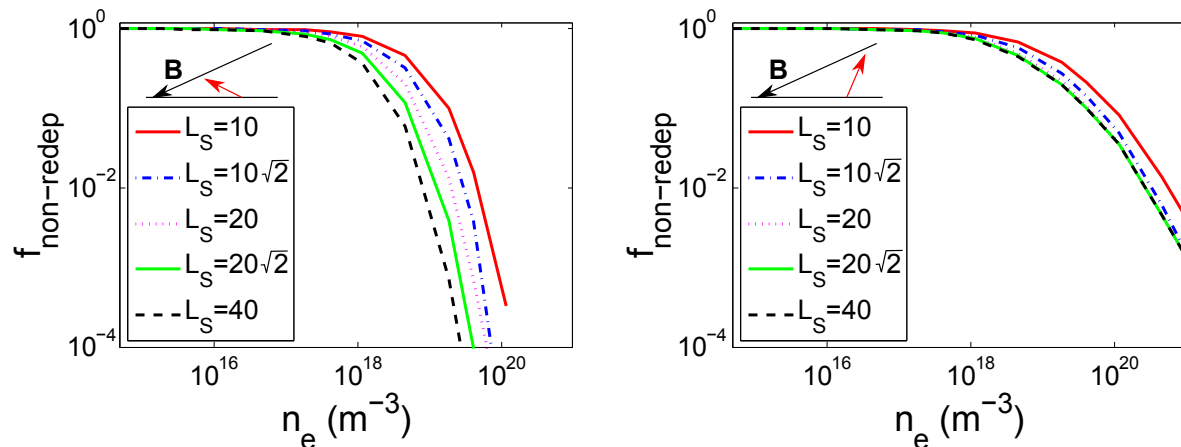 10^0
10^−2
10^−4
f_non−redep
B
L_S=10
L_S=10√2
L_S=20
L_S=20√2
L_S=40
10^16
10^18
10^20
n_e (m^−3)
10^0
10^−2
10^−4
f_non−redep
B
L_S=10
L_S=10√2
L_S=20
L_S=20√2
L_S=40
10^16
10^18
10^20
n_e (m^−3)